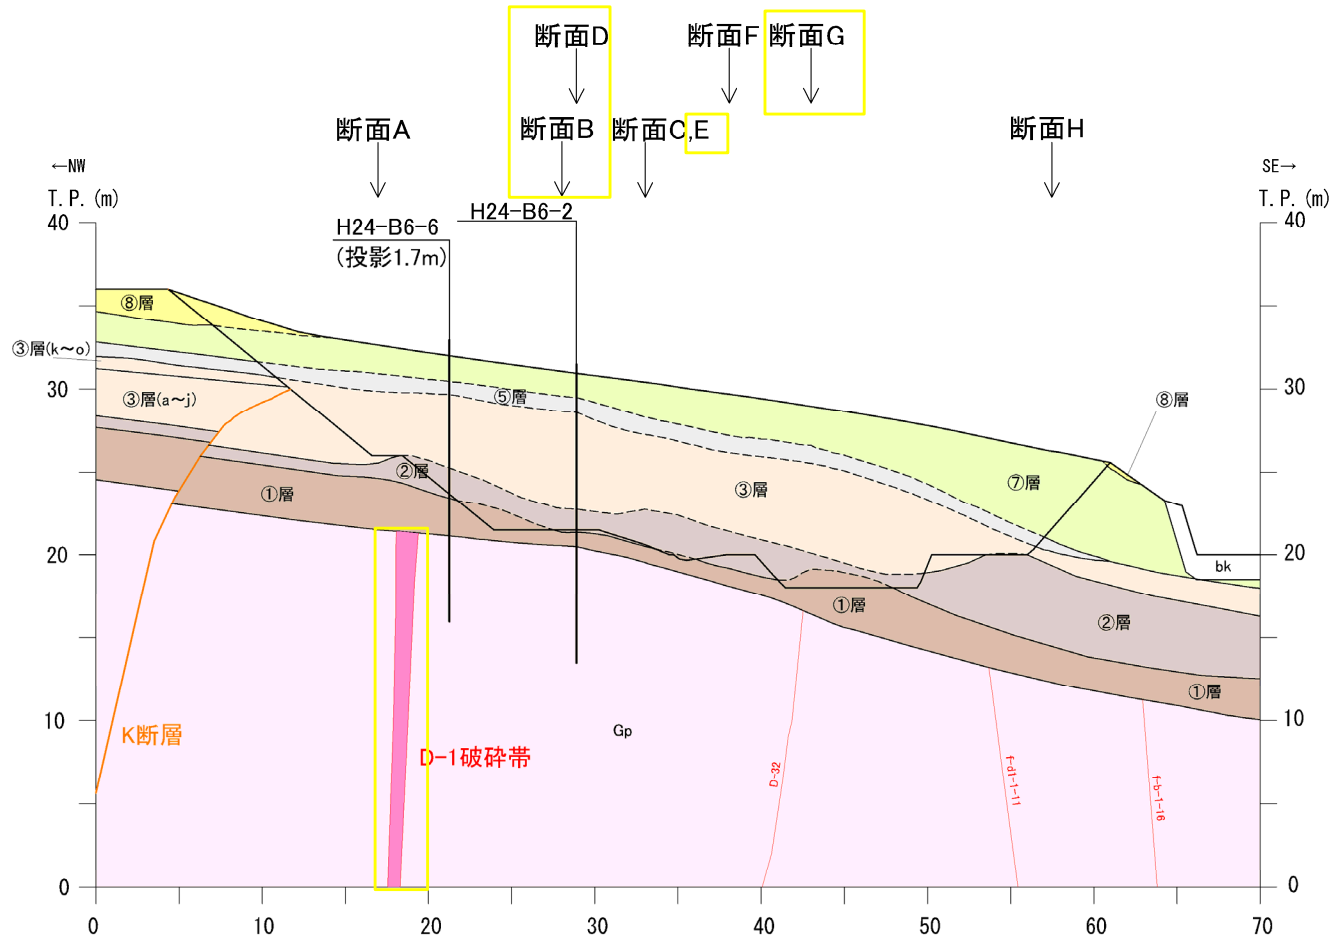 断面D
断面F
断面G
断面A
断面B
断面C,E
断面H
←NW
SE→
T.P.(m)
T.P.(m)
H24-B6-2
H24-B6-6
(投影1.7m)
40
40
⑧層
③層(k～o)
30
30
⑤層
③層(a～j)
⑧層
②層
③層
⑦層
①層
20
20
bk
①層
②層
①層
K断層
D-1破砕帯
Gp
10
10
D-32
f-d1-1-11
f-b-1-16
0
0
0
10
20
30
40
50
60
70